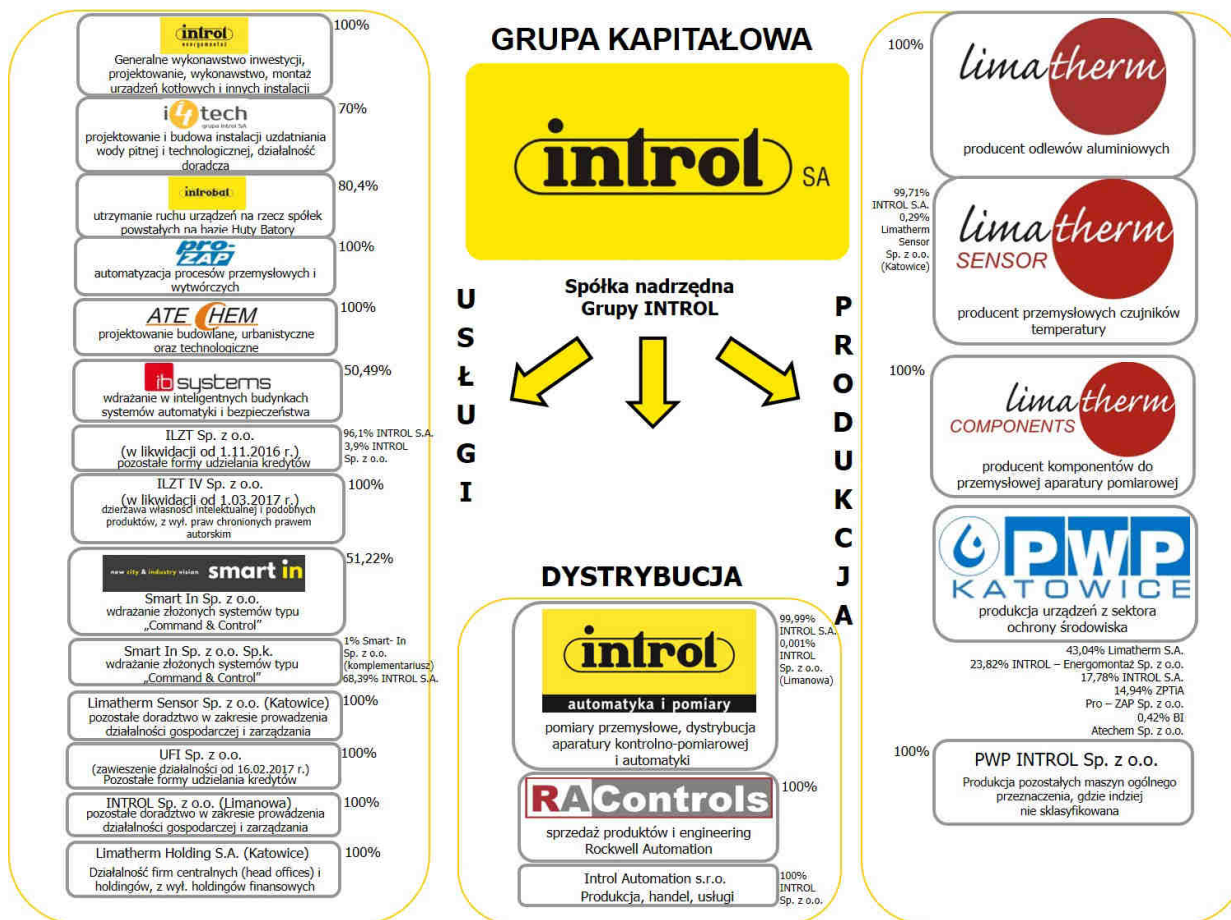 introl
energomontaż
100%
Generalne wykonawstwo inwestycji,
projektowanie, wykonawstwo, montaż
urządzeń kotłowych i innych instalacji
i4tech
grupa Introl SA
70%
projektowanie i budowa instalacji uzdatniania
wody pitnej i technologicznej, działalność
doradcza
introbat
80,4%
utrzymanie ruchu urządzeń na rzecz spółek
powstałych na bazie Huty Batory
pro-
ZAP
100%
automatyzacja procesów przemysłowych i
wytwórczych
ATE CHEM
100%
projektowanie budowlane, urbanistyczne
oraz technologiczne
ib systems
50,49%
wdrażanie w inteligentnych budynkach
systemów automatyki i bezpieczeństwa
ILZT Sp. z o.o.
(w likwidacji od 1.11.2016 r.)
pozostałe formy udzielania kredytów
96,1% INTROL S.A.
3,9% INTROL
Sp. z o.o.
ILZT IV Sp. z o.o.
(w likwidacji od 1.03.2017 r.)
dzierżawa własności intelektualnej i podobnych
produktów, z wył. praw chronionych prawem
autorskim
100%
new city & industry vision smart in
51,22%
Smart In Sp. z o.o.
wdrażanie złożonych systemów typu
„Command & Control”
Smart In Sp. z o.o. Sp.k.
wdrażanie złożonych systemów typu
„Command & Control”
1% Smart- In
Sp. z o.o.
(komplementariusz)
68,39% INTROL S.A.
Limatherm Sensor Sp. z o.o. (Katowice)
pozostałe doradztwo w zakresie prowadzenia
działalności gospodarczej i zarządzania
100%
UFI Sp. z o.o.
(zawieszenie działalności od 16.02.2017 r.)
Pozostałe formy udzielania kredytów
100%
INTROL Sp. z o.o. (Limanowa)
pozostałe doradztwo w zakresie prowadzenia
działalności gospodarczej i zarządzania
100%
Limatherm Holding S.A. (Katowice)
Działalność firm centralnych (head offices) i
holdingów, z wył. holdingów finansowych
100%
GRUPA KAPITAŁOWA
introl SA
Spółka nadrzędna
Grupy INTROL
USŁUGI
PRODUKCJA
DYSTRYBUCJA
introl
automatyka i pomiary
99,99%
INTROL S.A.
0,001%
INTROL
Sp. z o.o.
(Limanowa)
pomiary przemysłowe, dystrybucja
aparatury kontrolno-pomiarowej
i automatyki
RAControls
100%
sprzedaż produktów i engineering
Rockwell Automation
Introl Automation s.r.o.
Produkcja, handel, usługi
100%
INTROL
Sp. z o.o.
100%
limatherm
producent odlewów aluminiowych
99,71%
INTROL S.A.
0,29%
Limatherm
Sensor
Sp. z o.o.
(Katowice)
limatherm
SENSOR
producent przemysłowych czujników
temperatury
100%
limatherm
COMPONENTS
producent komponentów do
przemysłowej aparatury pomiarowej
PWP
KATOWICE
produkcja urządzeń z sektora
ochrony środowiska
43,04% Limatherm S.A.
23,82% INTROL – Energomontaż Sp. z o.o.
17,78% INTROL S.A.
14,94% ZPTiA
Pro – ZAP Sp. z o.o.
0,42% BI
Atechem Sp. z o.o.
100%
PWP INTROL Sp. z o.o.
Produkcja pozostałych maszyn ogólnego
przeznaczenia, gdzie indziej
nie sklasyfikowana